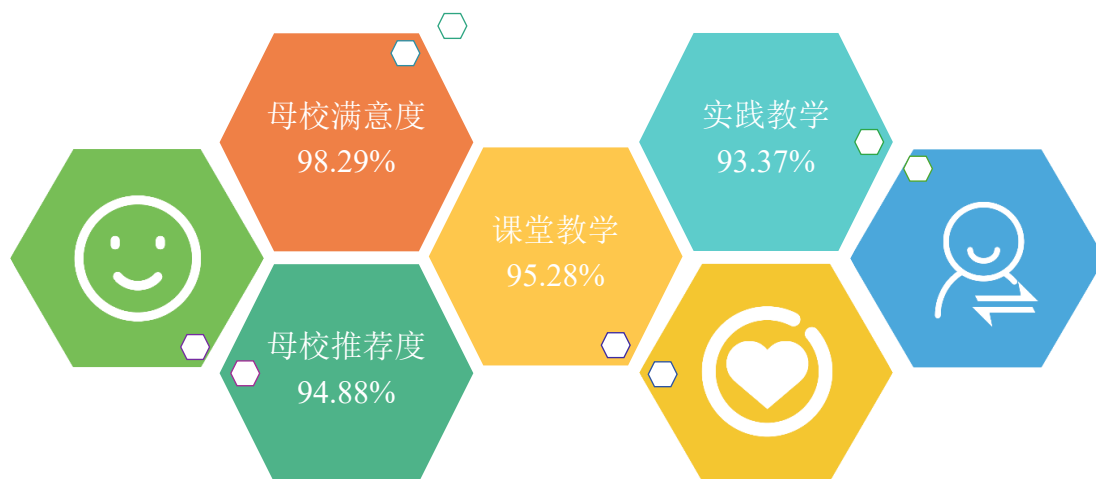 母校满意度
98.29%
实践教学
93.37%
课堂教学
95.28%
母校推荐度
94.88%